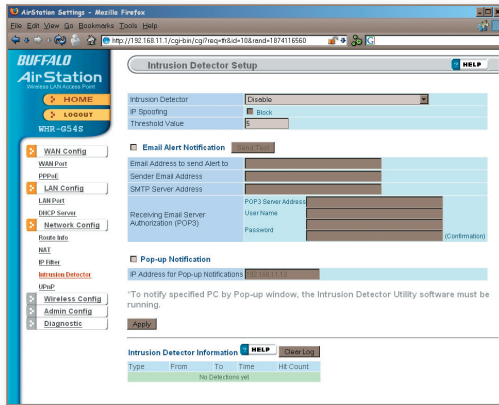 AirStation Settings - Mozilla Firefox
File Edit View Go Bookmarks Tools Help
http://192.168.11.1/cgi-bin/cgi?req=tfr&id=10&rand=1874116560
BUFFALO
AirStation
Wireless LAN Access Point
HOME
LOGOUT
WHR-G54S
WAN Config
WAN Port
PPPoE
LAN Config
LAN Port
DHCP Server
Network Config
Route Info
NAT
IP Filter
Intrusion Detector
UPnP
Wireless Config
Admin Config
Diagnostic
Intrusion Detector Setup
HELP
Intrusion Detector Disable
IP Spoofing Block
Threshold Value 5
Email Alert Notification Send Test
Email Address to send Alert to
Sender Email Address
SMTP Server Address
Receiving Email Server Authorization (POP3)
POP3 Server Address
User Name
Password
(Confirmation)
Pop-up Notification
IP Address for Pop-up Notifications 192.168.11.13
*To notify specified PC by Pop-up window, the Intrusion Detector Utility software must be running.
Apply
Intrusion Detector Information HELP Clear Log
Type From To Time Hit Count
No Detections yet